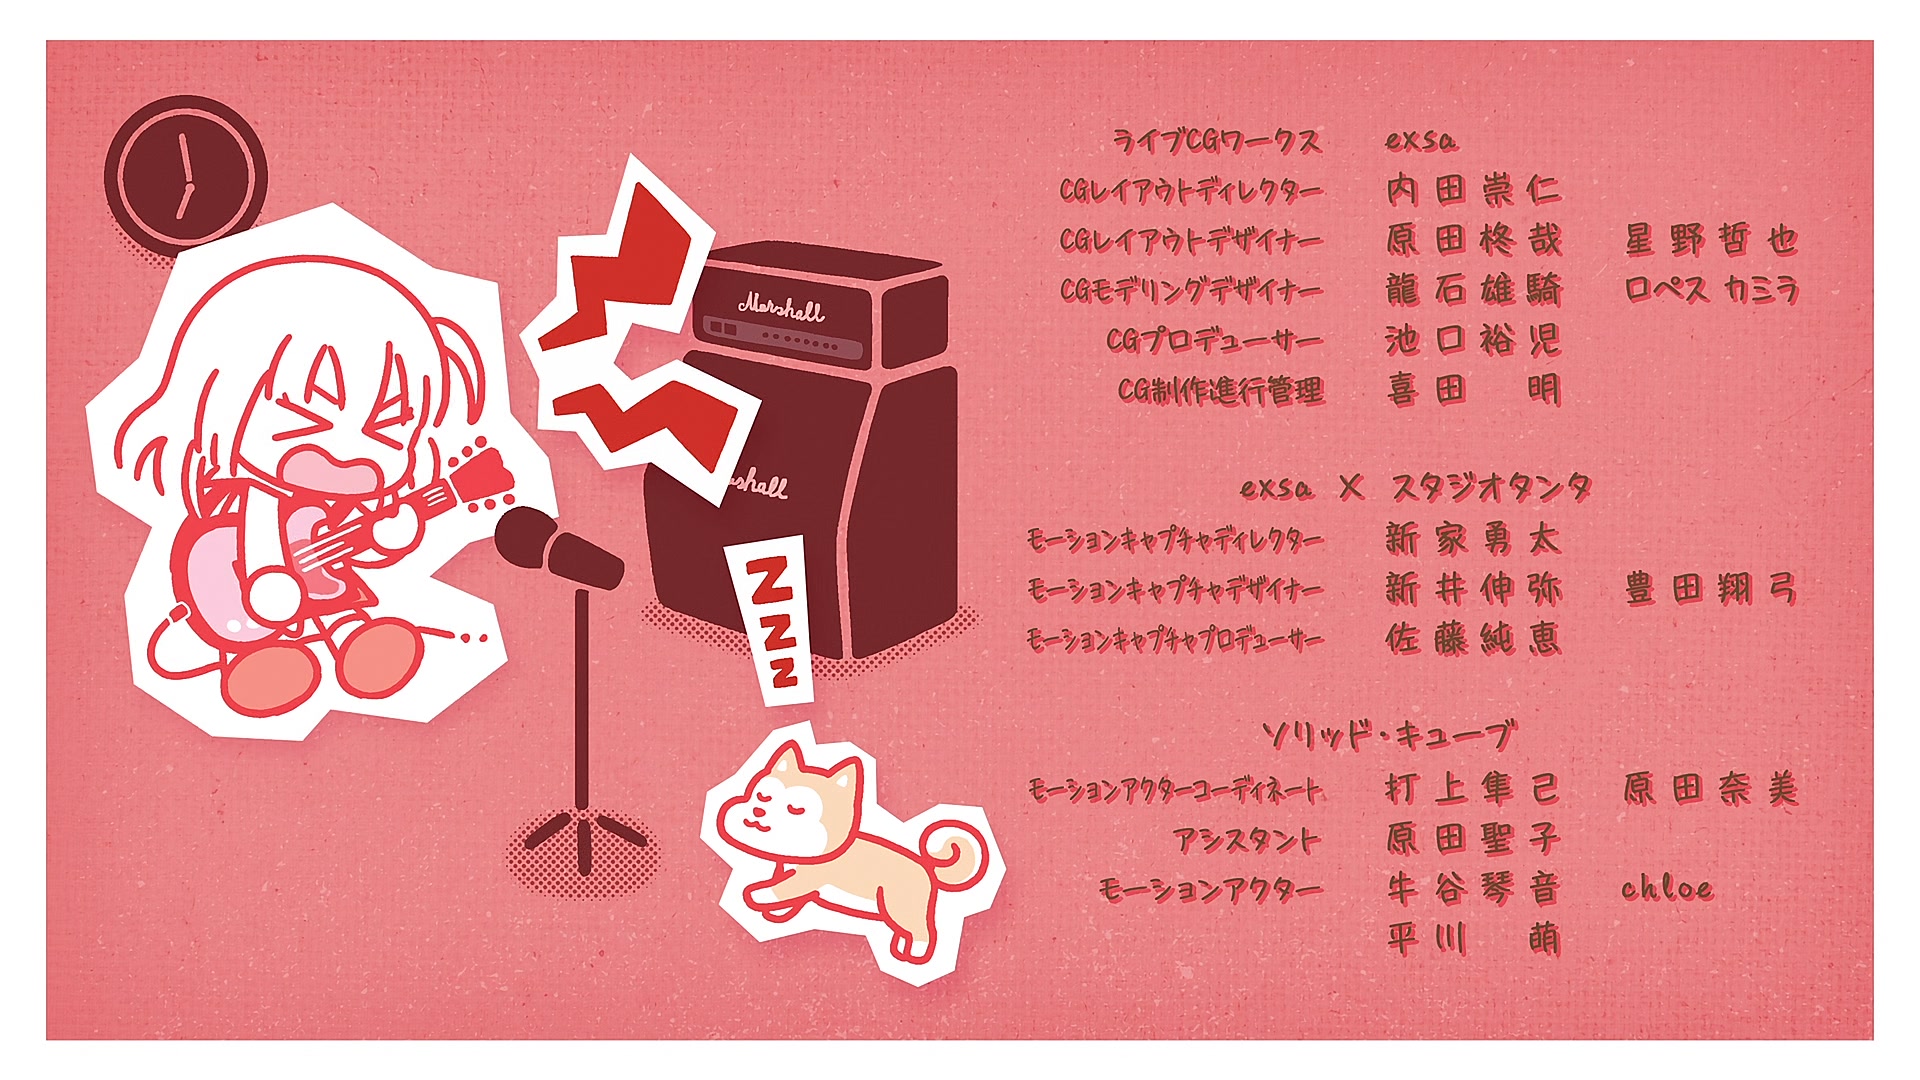 Marshall
shall
N
N
N
ライブCGワークス exsa
CGレイアウトディレクター 内田崇仁
CGレイアウトデザイナー 原田柊哉 星野哲也
CGモデリングデザイナー 龍石雄騎 ロペス カミラ
CGプロデューサー 池口裕児
CG制作進行管理 喜田 明
exsa × スタジオタンタ
モーションキャプチャディレクター 新家勇太
モーションキャプチャデザイナー 新井伸弥 豊田翔弓
モーションキャプチャプロデューサー 佐藤純恵
ソリッド・キューブ
モーションアクターコーディネート 打上隼己 原田奈美
アシスタント 原田聖子
モーションアクター 牛谷琴音 chloe
平川 萌